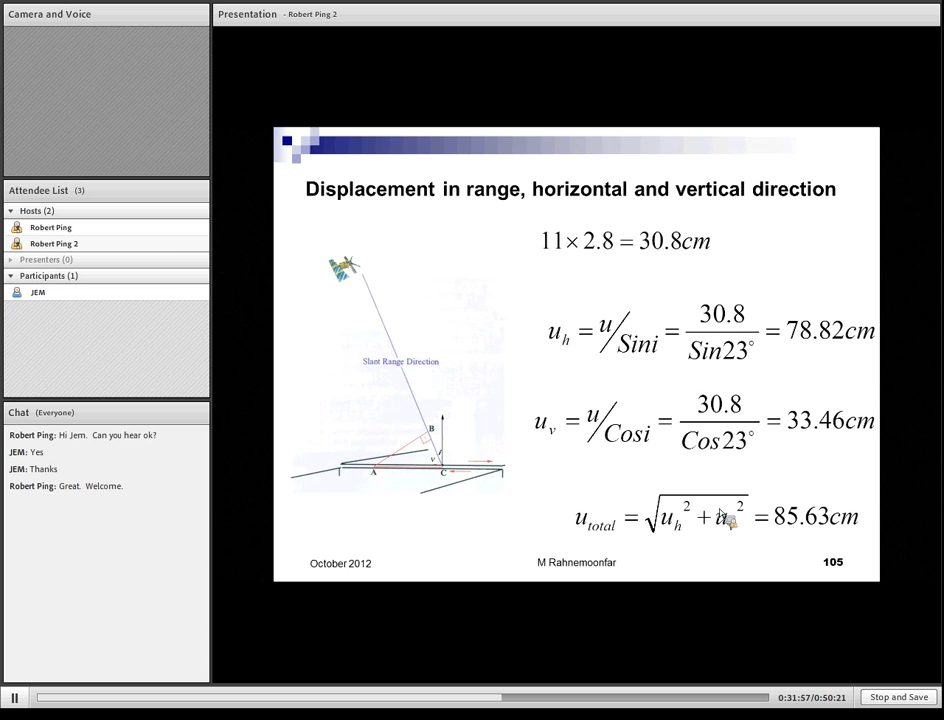 Camera and Voice
Presentation - Robert Ping 2
Attendee List (3)
Hosts (2)
Robert Ping
Robert Ping 2
Presenters (0)
Participants (1)
JEM
Chat (Everyone)
Robert Ping: Hi Jem. Can you hear ok?
JEM: Yes
JEM: Thanks
Robert Ping: Great. Welcome.
Displacement in range, horizontal and vertical direction
11 × 2.8 = 30.8cm
u_h = u/Sini = 30.8/Sin23° = 78.82cm
u_v = u/Cosi = 30.8/Cos23° = 33.46cm
u_total = √(u_h² + u_v²) = 85.63cm
Slant Range Direction
B
A
C
October 2012
M Rahnemoonfar
105
0:31:57/0:50:21
Stop and Save